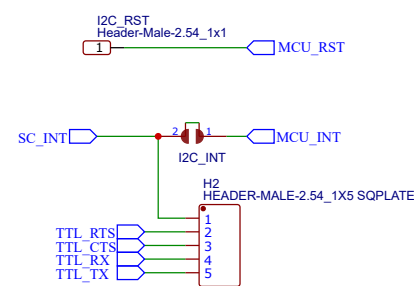 I2C_RST
Header-Male-2.54_1x1
1 MCU_RST
SC_INT 2 1 MCU_INT
I2C_INT
H2
HEADER-MALE-2.54_1X5 SQPLATE
1
TTL_RTS 2
TTL_CTS 3
TTL_RX 4
TTL_TX 5